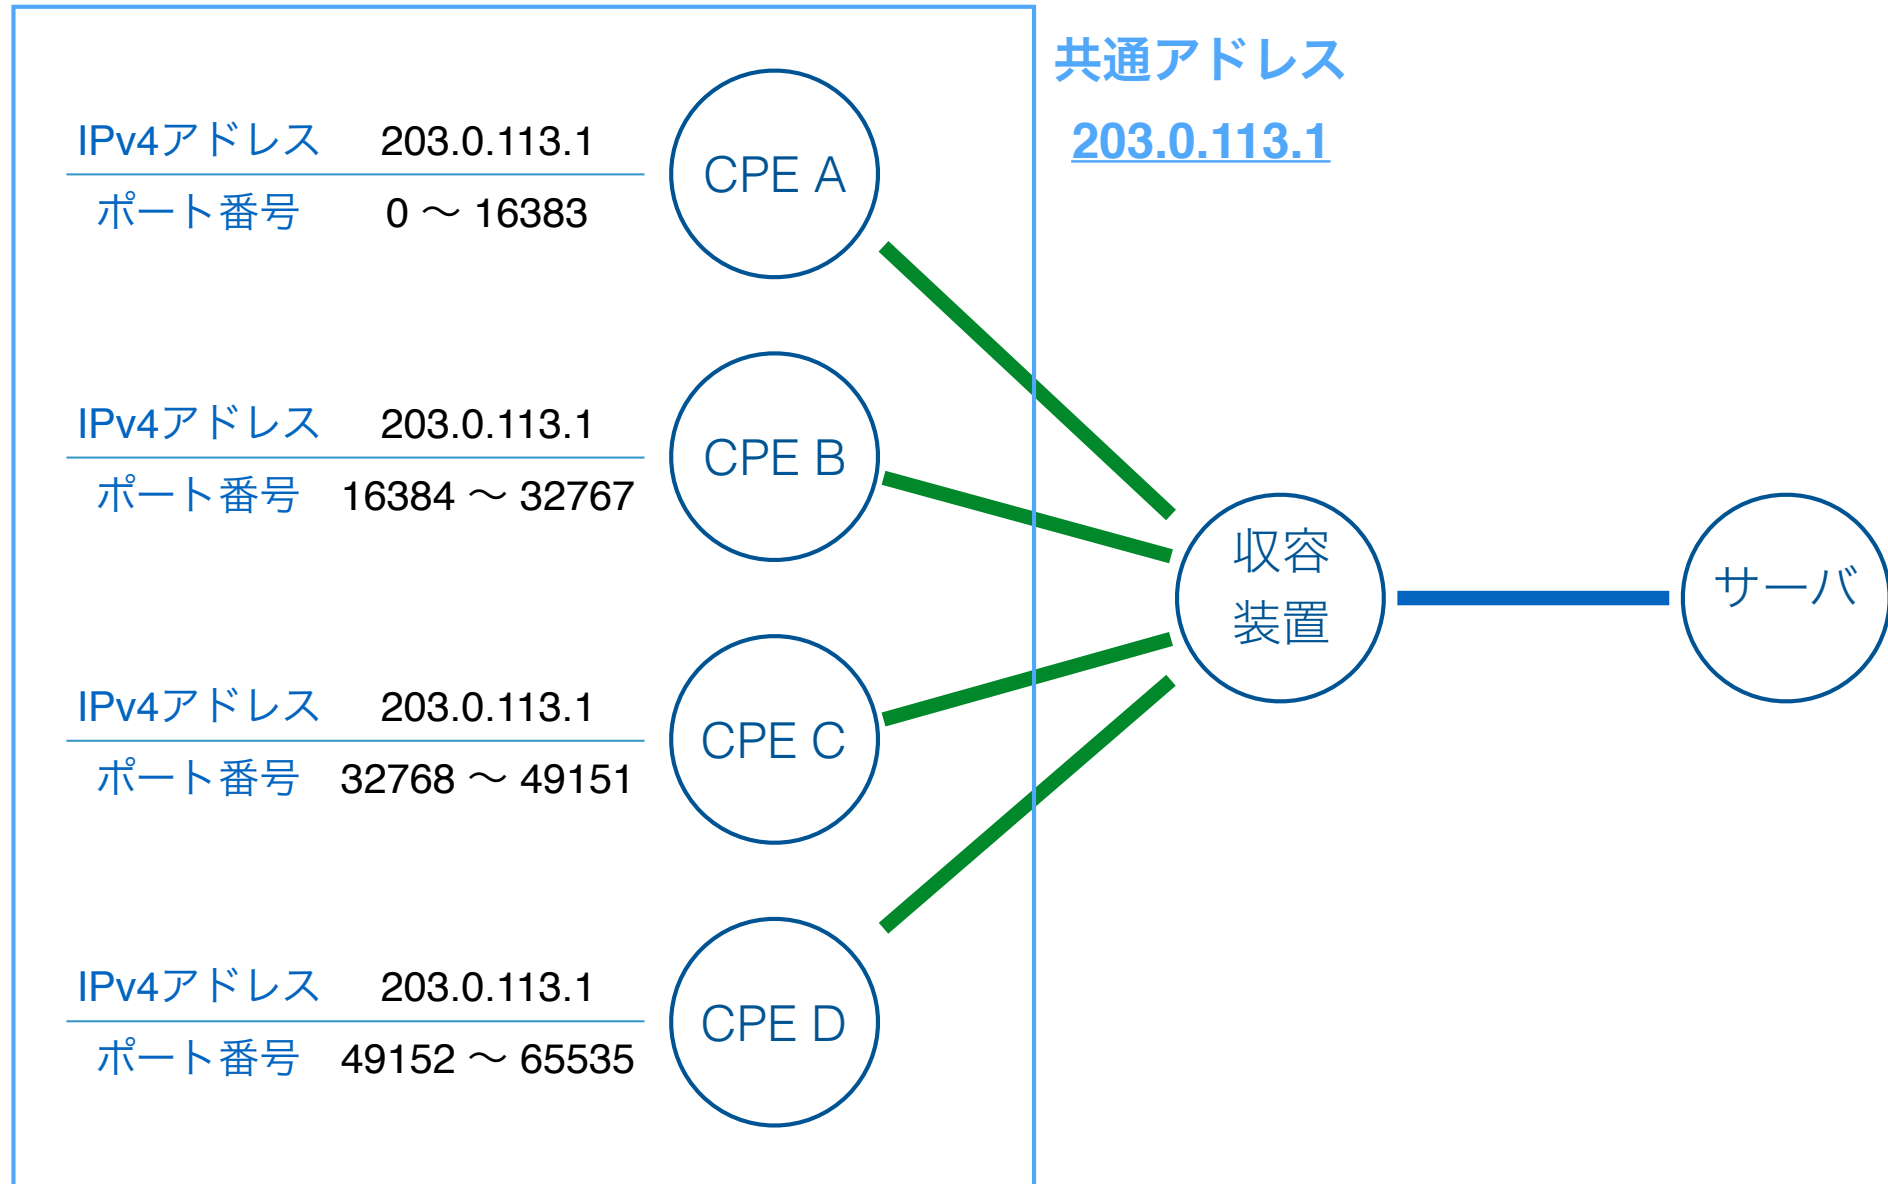 共通アドレス
203.0.113.1
IPv4アドレス 203.0.113.1
ポート番号 0 〜 16383
CPE A
IPv4アドレス 203.0.113.1
ポート番号 16384 〜 32767
CPE B
IPv4アドレス 203.0.113.1
ポート番号 32768 〜 49151
CPE C
IPv4アドレス 203.0.113.1
ポート番号 49152 〜 65535
CPE D
収容
装置
サーバ